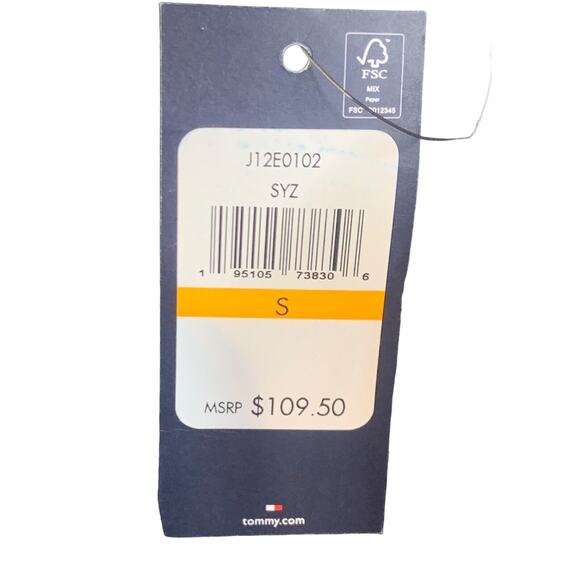 FSC
MIX
Paper
J12E0102
SYZ
1 95105 73830 6
S
MSRP $109.50
tommy.com